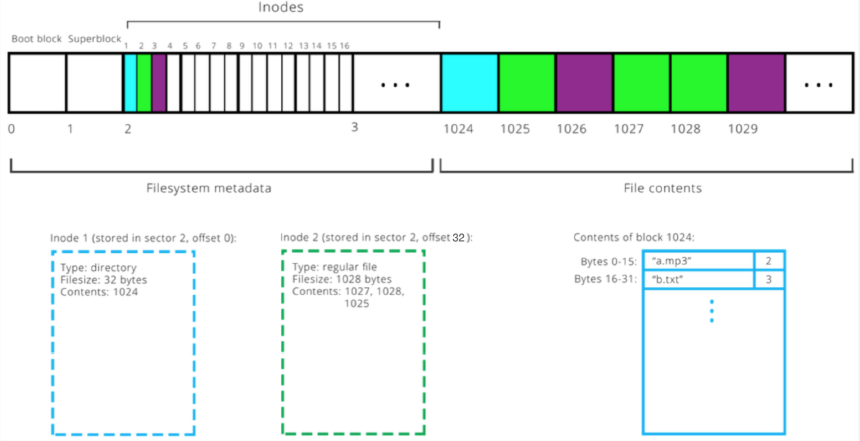 Inodes
Boot block Superblock
1 2 3 4 5 6 7 8 9 10 11 12 13 14 15 16
...
...
0 1 2 3 1024 1025 1026 1027 1028 1029
Filesystem metadata
File contents
Inode 1 (stored in sector 2, offset 0):
Type: directory
Filesize: 32 bytes
Contents: 1024
Inode 2 (stored in sector 2, offset 32 ):
Type: regular file
Filesize: 1028 bytes
Contents: 1027, 1028,
1025
Contents of block 1024:
Bytes 0-15: "a.mp3" 2
Bytes 16-31: "b.txt" 3